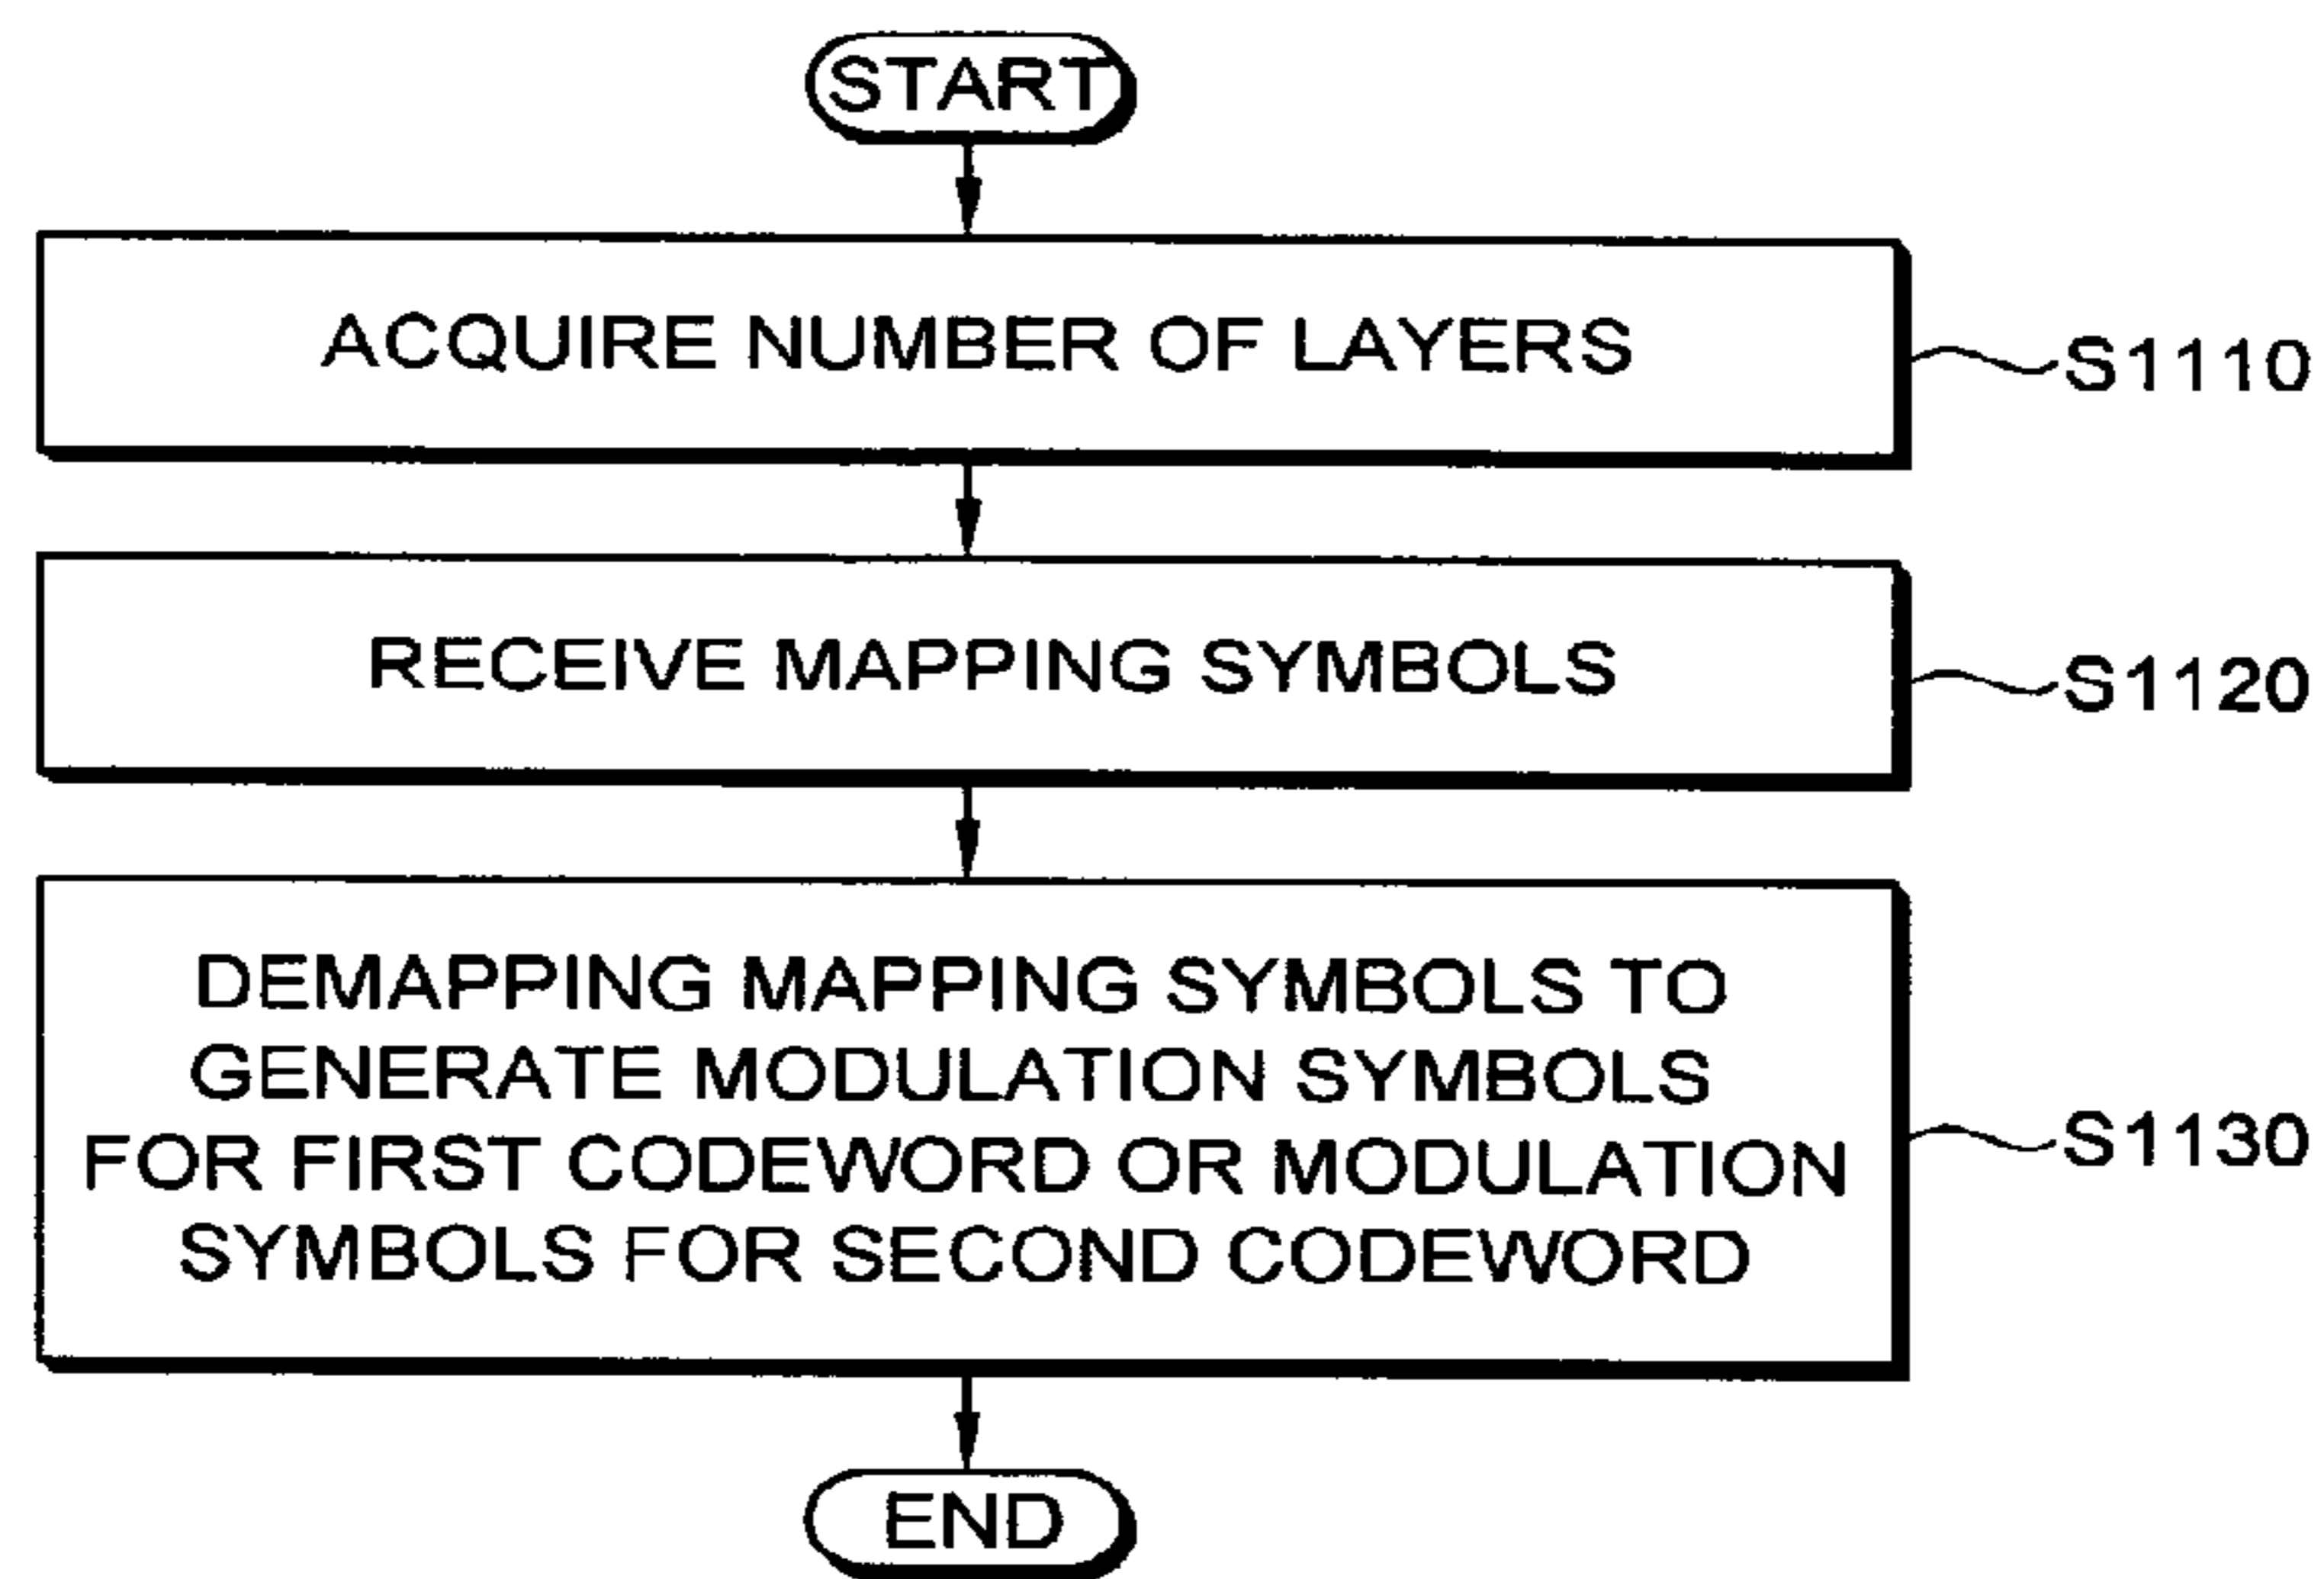 START
ACQUIRE NUMBER OF LAYERS
S1110
RECEIVE MAPPING SYMBOLS
S1120
DEMAPPING MAPPING SYMBOLS TO
GENERATE MODULATION SYMBOLS
FOR FIRST CODEWORD OR MODULATION
SYMBOLS FOR SECOND CODEWORD
S1130
END